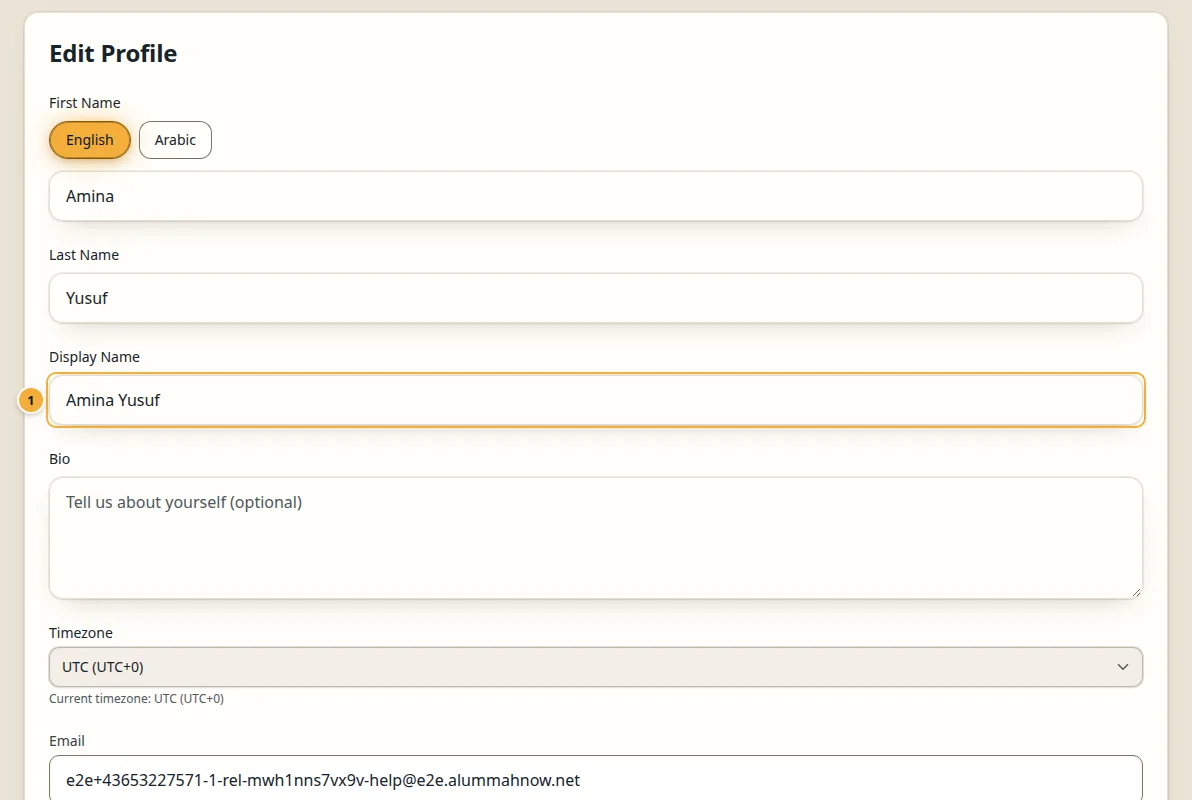 Edit Profile
First Name
English Arabic
Amina
Last Name
Yusuf
Display Name
1 Amina Yusuf
Bio
Tell us about yourself (optional)
Timezone
UTC (UTC+0)
Current timezone: UTC (UTC+0)
Email
e2e+43653227571-1-rel-mwh1nns7vx9v-help@e2e.alummahnow.net